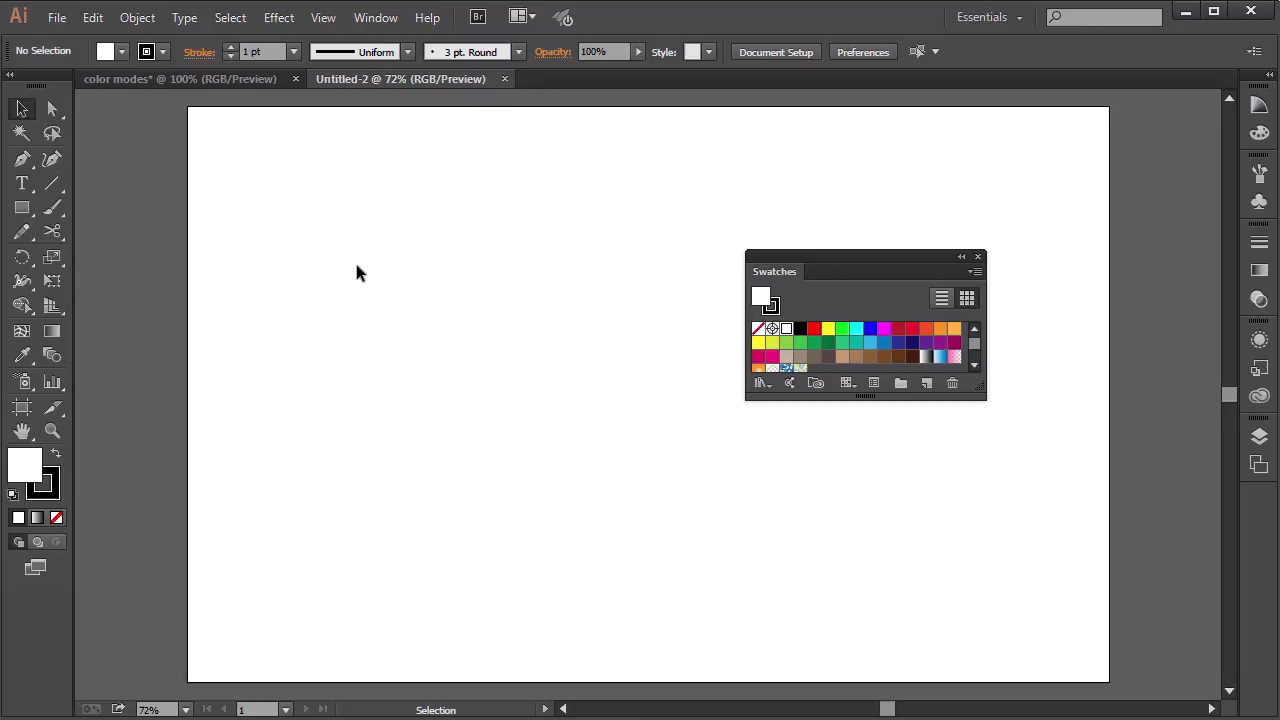 Ai File Edit Object Type Select Effect View Window Help Br Essentials
No Selection Stroke: 1 pt Uniform 3 pt. Round Opacity: 100% Style: Document Setup Preferences
color modes* @ 100% (RGB/Preview) Untitled-2 @ 72% (RGB/Preview)
Swatches
72% 1 Selection